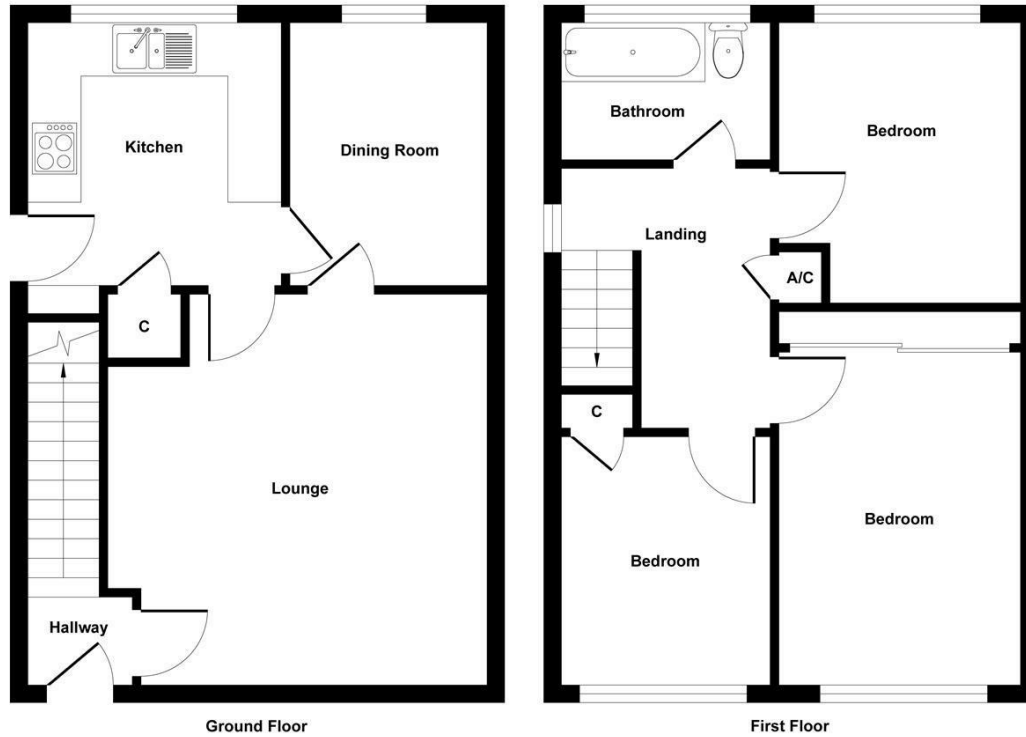 Kitchen
Dining Room
C
Lounge
Hallway
Ground Floor
Bathroom
Bedroom
Landing
A/C
C
Bedroom
Bedroom
First Floor